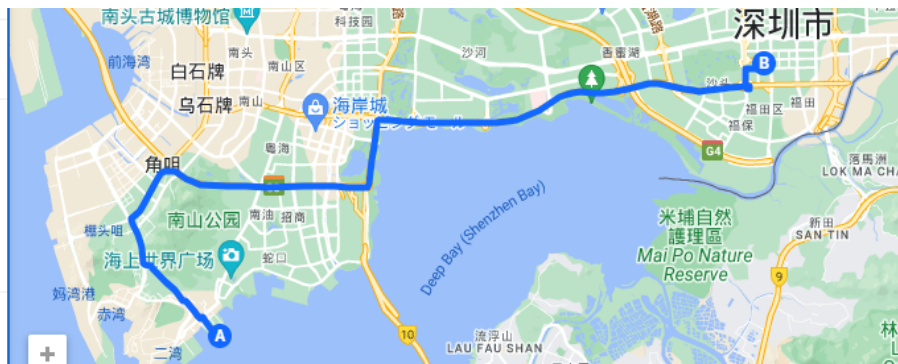 南头古城博物馆
科技园
香蜜湖
深圳市
南头
沙河
前海湾
南山区
B
白石牌
沙头
南山
海岸城
ショッピングモール
乌石牌
福田区
福田
福保
粤海
G4
角咀
落馬洲
LOK MA CHA
Deep Bay (Shenzhen Bay)
南山公园
南油
招商
米埔自然
護理區
Mai Po Nature
Reserve
新田
SAN TIN
棚头咀
海上世界广场
蛇口
9
妈湾港
赤湾
A
10
二湾
流浮山
LAU FAU SHAN
林
+